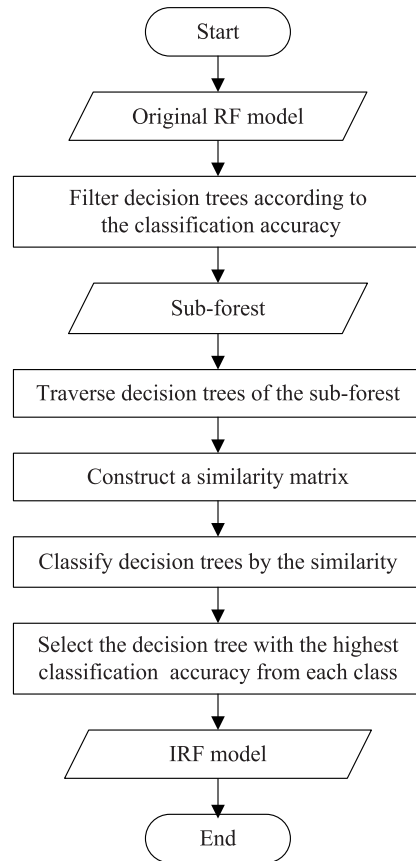 Start
Original RF model
Filter decision trees according to
the classification accuracy
Sub-forest
Traverse decision trees of the sub-forest
Construct a similarity matrix
Classify decision trees by the similarity
Select the decision tree with the highest
classification accuracy from each class
IRF model
End